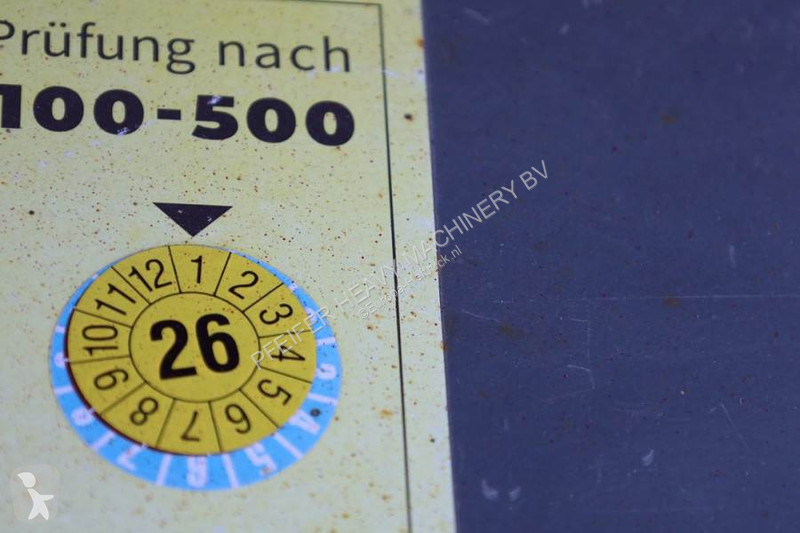 Prüfung nach
100-500
12 1 2 3 4 5 6 7 8 9 10 11
26
PFEIFER HEAVY MACHINERY BV